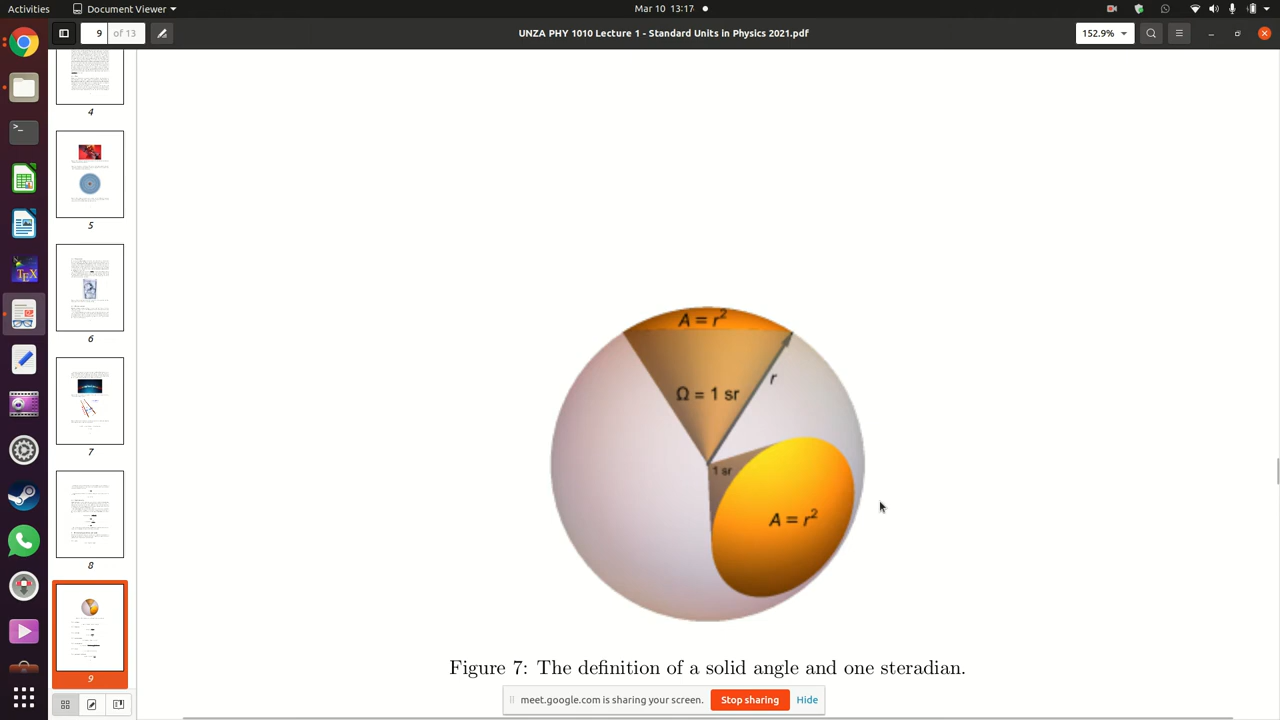 Activities
Document Viewer
Mar 10 13:17
9
of 13
UNZA PHY 1010 Lecture 1 - Standard Units in Physics 2021.pdf
152.9%
4
5
6
7
8
9
A = r²
Ω = 1 sr
r
1 sr
A = r²
Figure 7: The definition of a solid angle and one steradian.
meet.google.com is sharing your screen.
Stop sharing
Hide